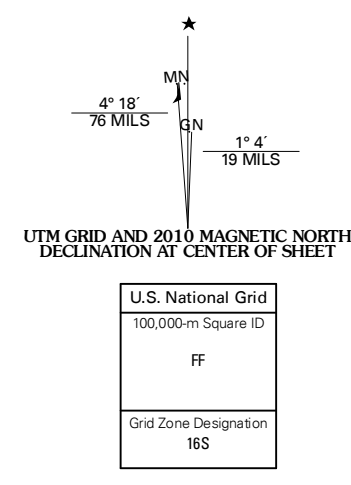 MN
4° 18´
76 MILS
GN
1° 4´
19 MILS
UTM GRID AND 2010 MAGNETIC NORTH
DECLINATION AT CENTER OF SHEET
U.S. National Grid
100,000-m Square ID
FF
Grid Zone Designation
16S